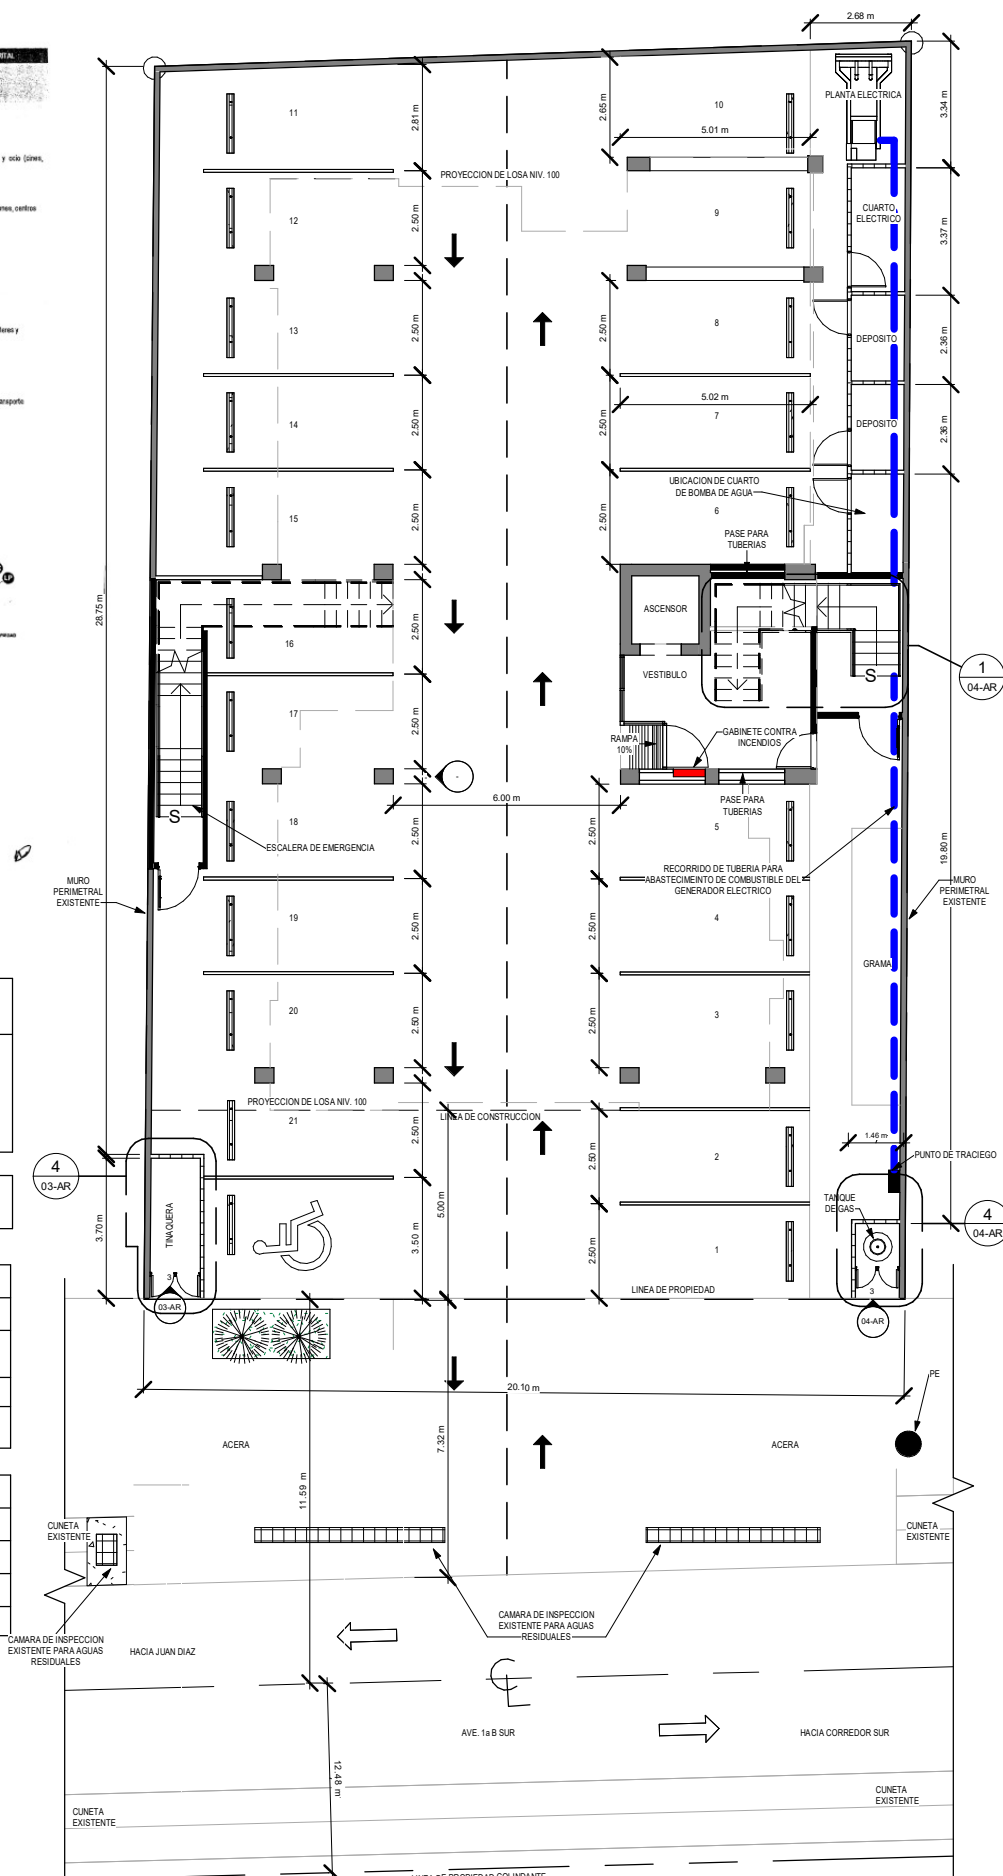 2.68 m
PLANTA ELECTRICA
3.34 m
11
2.81 m
2.65 m
10
5.01 m
y ocio (cines,
PROYECCION DE LOSA NIV. 100
12
2.50 m
9
CUARTO
ELECTRICO
3.37 m
13
2.50 m
2.50 m
8
DEPOSITO
2.36 m
5.02 m
7
14
2.50 m
2.50 m
DEPOSITO
2.36 m
UBICACION DE CUARTO
DE BOMBA DE AGUA
15
2.50 m
2.50 m
6
PASE PARA
TUBERIAS
28.75 m
16
2.50 m
ASCENSOR
VESTIBULO
S
1
04-AR
17
2.50 m
RAMPA
10%
GABINETE CONTRA
INCENDIOS
-
6.00 m
PASE PARA
TUBERIAS
S
18
2.50 m
2.50 m
5
ESCALERA DE EMERGENCIA
19.80 m
RECORRIDO DE TUBERIA PARA
ABASTECIMIENTO DE COMBUSTIBLE DEL
GENERADOR ELECTRICO
MURO
PERIMETRAL
EXISTENTE
MURO
PERIMETRAL
EXISTENTE
19
2.50 m
2.50 m
4
GRAMA
20
2.50 m
2.50 m
3
PROYECCION DE LOSA NIV. 100
LINEA DE CONSTRUCCION
21
2.50 m
2.50 m
2
1.46 m
PUNTO DE TRACIEGO
4
03-AR
3.70 m
TINAQUERA
5.00 m
3.50 m
2.50 m
1
TANQUE
DE GAS
4
04-AR
3
03-AR
LINEA DE PROPIEDAD
3
04-AR
20.10 m
PE
ACERA
7.32 m
ACERA
11.59 m
CUNETA
EXISTENTE
CUNETA
EXISTENTE
CAMARA DE INSPECCION
EXISTENTE PARA AGUAS
RESIDUALES
CAMARA DE INSPECCION
EXISTENTE PARA AGUAS
RESIDUALES
HACIA JUAN DIAZ
AVE. 1a B SUR
HACIA CORREDOR SUR
12.48 m
CUNETA
EXISTENTE
CUNETA
EXISTENTE